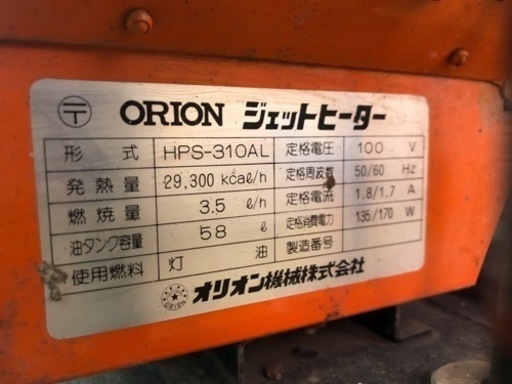 〒 ORION ジェットヒーター
形式 HPS-310AL 定格電圧 100 V
発熱量 29,300 kcal/h 定格周波数 50/60 Hz
燃焼量 3.5 ℓ/h 定格電流 1.8/1.7 A
油タンク容量 58 ℓ 定格消費電力 135/170 W
使用燃料 灯油 製造番号
ORION オリオン機械株式会社